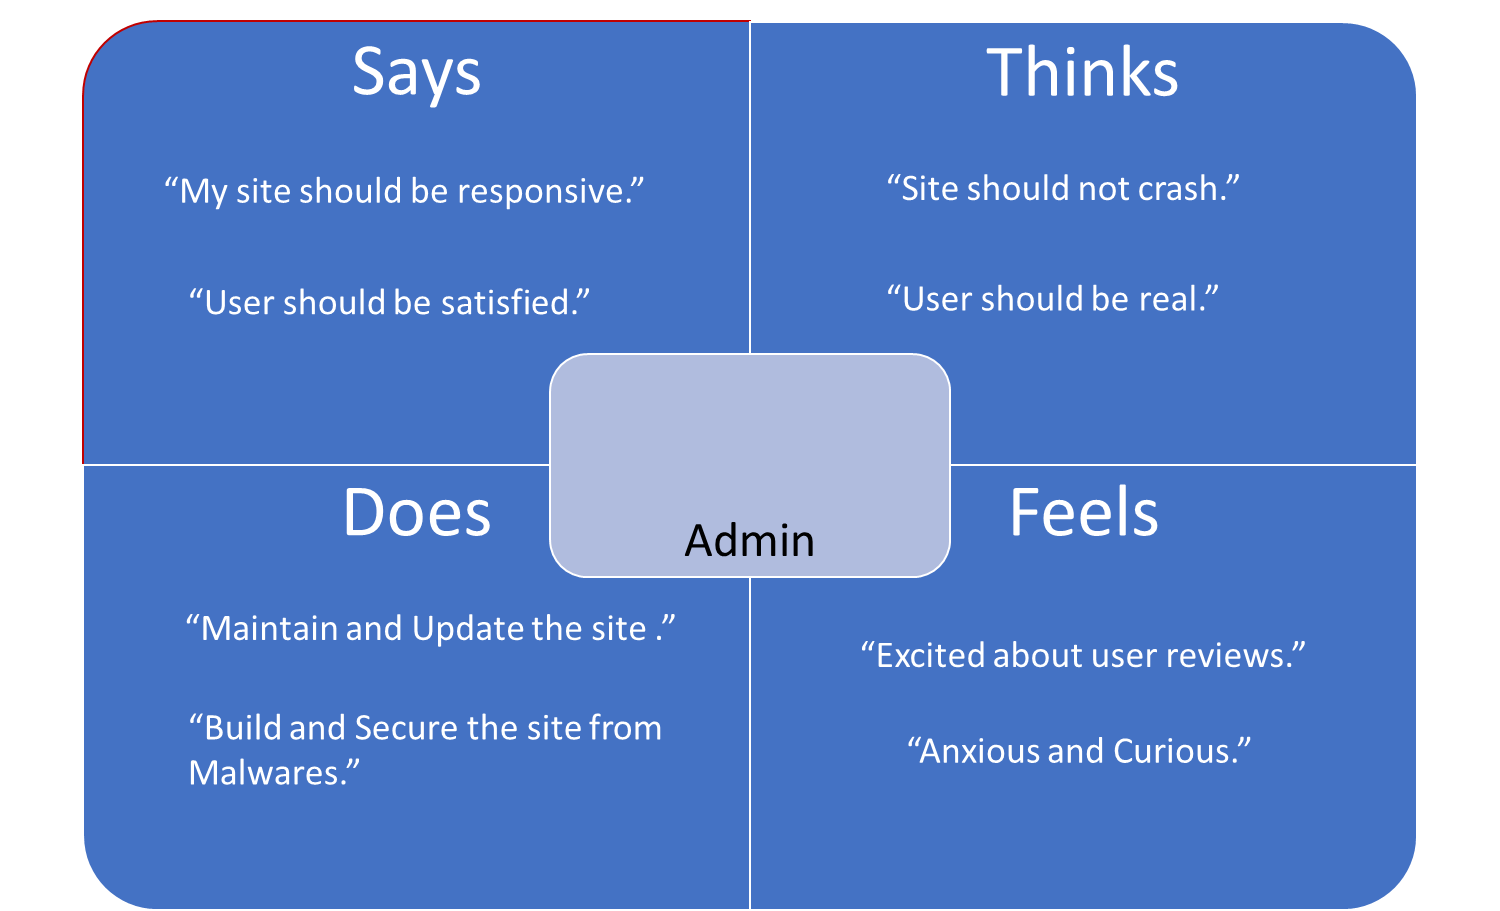 Says
“My site should be responsive.”
“User should be satisfied.”
Thinks
“Site should not crash.”
“User should be real.”
Admin
Does
“Maintain and Update the site .”
“Build and Secure the site from
Malwares.”
Feels
“Excited about user reviews.”
“Anxious and Curious.”